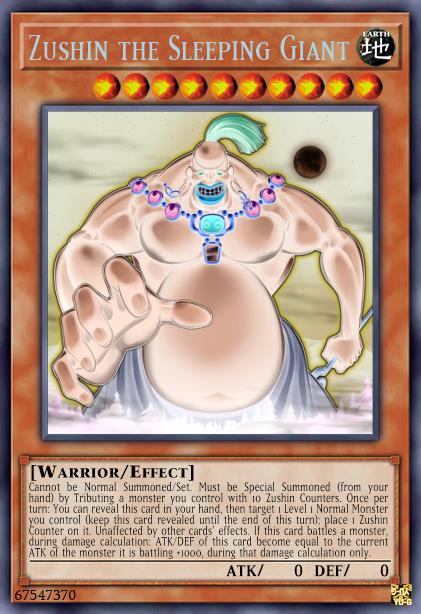 Zushin the Sleeping Giant
EARTH
地
[Warrior/Effect]
Cannot be Normal Summoned/Set. Must be Special Summoned (from your
hand) by Tributing a monster you control with 10 Zushin Counters. Once per
turn: You can reveal this card in your hand, then target 1 Level 1 Normal Monster
you control (keep this card revealed until the end of this turn); place 1 Zushin
Counter on it. Unaffected by other cards' effects. If this card battles a monster,
during damage calculation: ATK/DEF of this card become equal to the current
ATK of the monster it is battling +1000, during that damage calculation only.
ATK/ 0 DEF/ 0
67547370